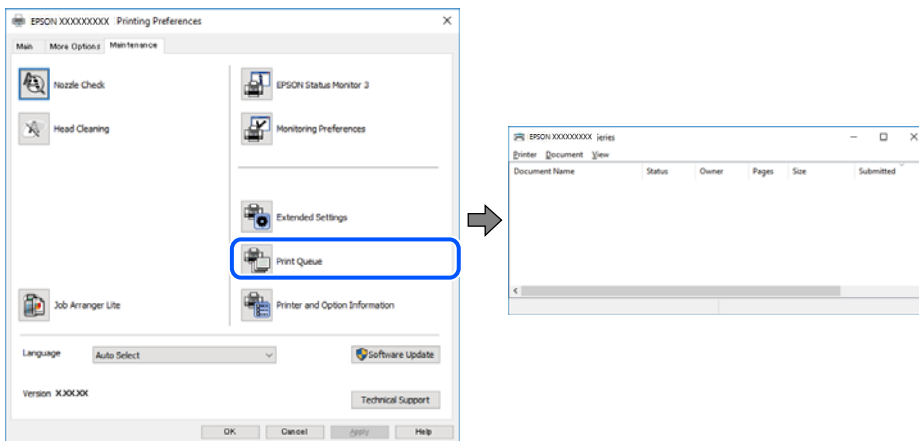 EPSON XXXXXXXXX Printing Preferences
Main More Options Maintenance
Nozzle Check
EPSON Status Monitor 3
Head Cleaning
Monitoring Preferences
Extended Settings
Print Queue
Job Arranger Lite
Printer and Option Information
Language Auto Select
Software Update
Version X.XX.XX
Technical Support
OK Cancel Apply Help
EPSON XXXXXXXXX
Printer Document View
Document Name Status Owner Pages Size Submitted